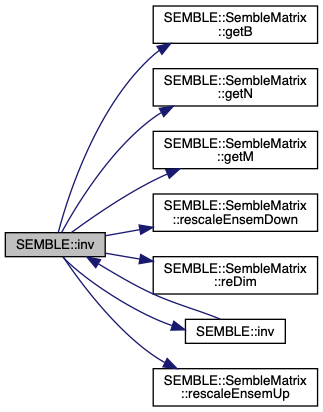 SEMBLE::SembleMatrix
::getB
SEMBLE::SembleMatrix
::getN
SEMBLE::SembleMatrix
::getM
SEMBLE::inv
SEMBLE::SembleMatrix
::rescaleEnsemDown
SEMBLE::SembleMatrix
::reDim
SEMBLE::inv
SEMBLE::SembleMatrix
::rescaleEnsemUp